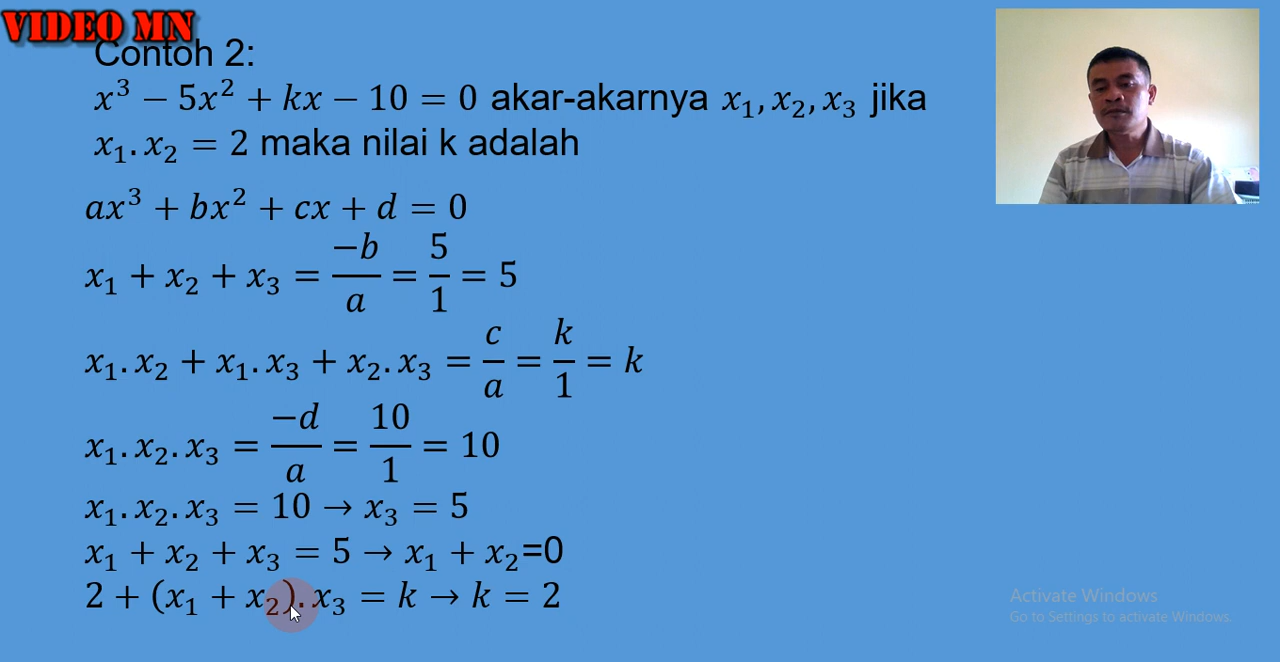 VIDEO MN
Contoh 2:
x³ − 5x² + kx − 10 = 0 akar-akarnya x₁, x₂, x₃ jika
x₁. x₂ = 2 maka nilai k adalah
ax³ + bx² + cx + d = 0
x₁ + x₂ + x₃ = −b/a = 5/1 = 5
x₁. x₂ + x₁. x₃ + x₂. x₃ = c/a = k/1 = k
x₁. x₂. x₃ = −d/a = 10/1 = 10
x₁. x₂. x₃ = 10 → x₃ = 5
x₁ + x₂ + x₃ = 5 → x₁ + x₂=0
2 + (x₁ + x₂). x₃ = k → k = 2
Activate Windows
Go to Settings to activate Windows.